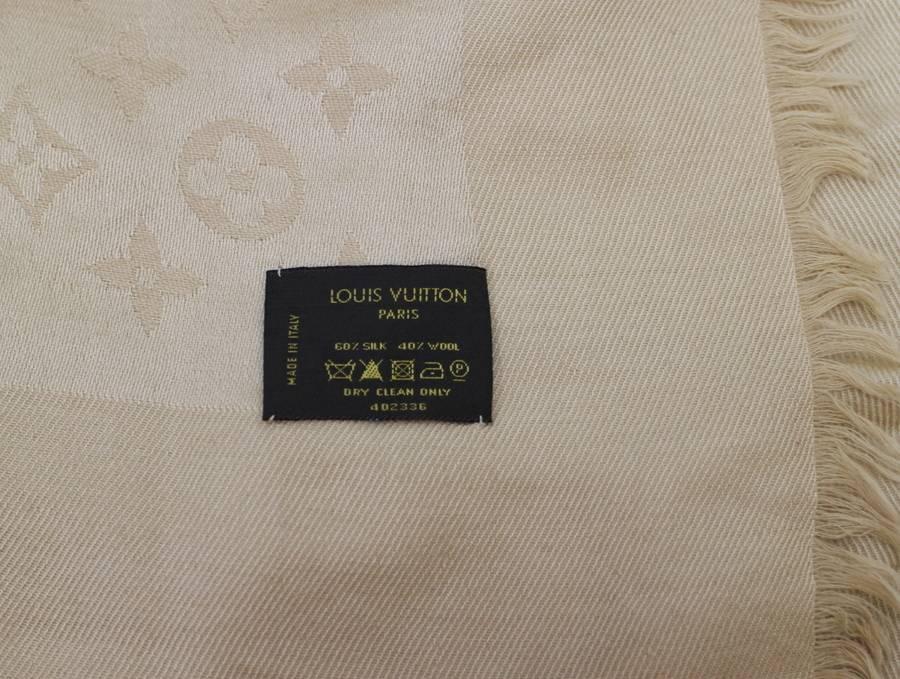 LOUIS VUITTON
PARIS
MADE IN ITALY
60% SILK 40% WOOL
P
DRY CLEAN ONLY
402336